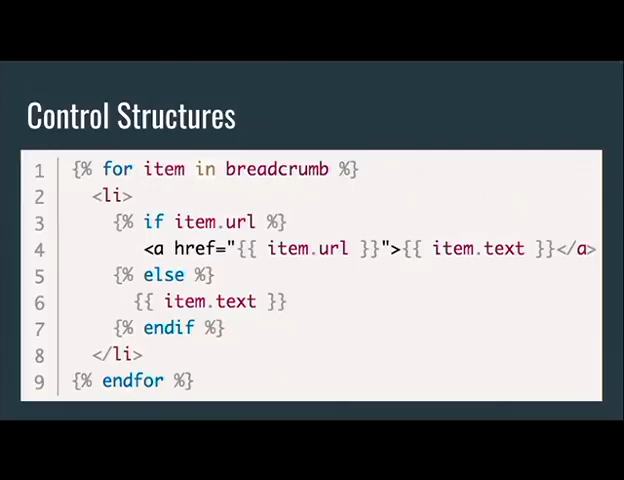 Control Structures
1 {% for item in breadcrumb %}
2 <li>
3 {% if item.url %}
4 <a href="{{ item.url }}">{{ item.text }}</a>
5 {% else %}
6 {{ item.text }}
7 {% endif %}
8 </li>
9 {% endfor %}